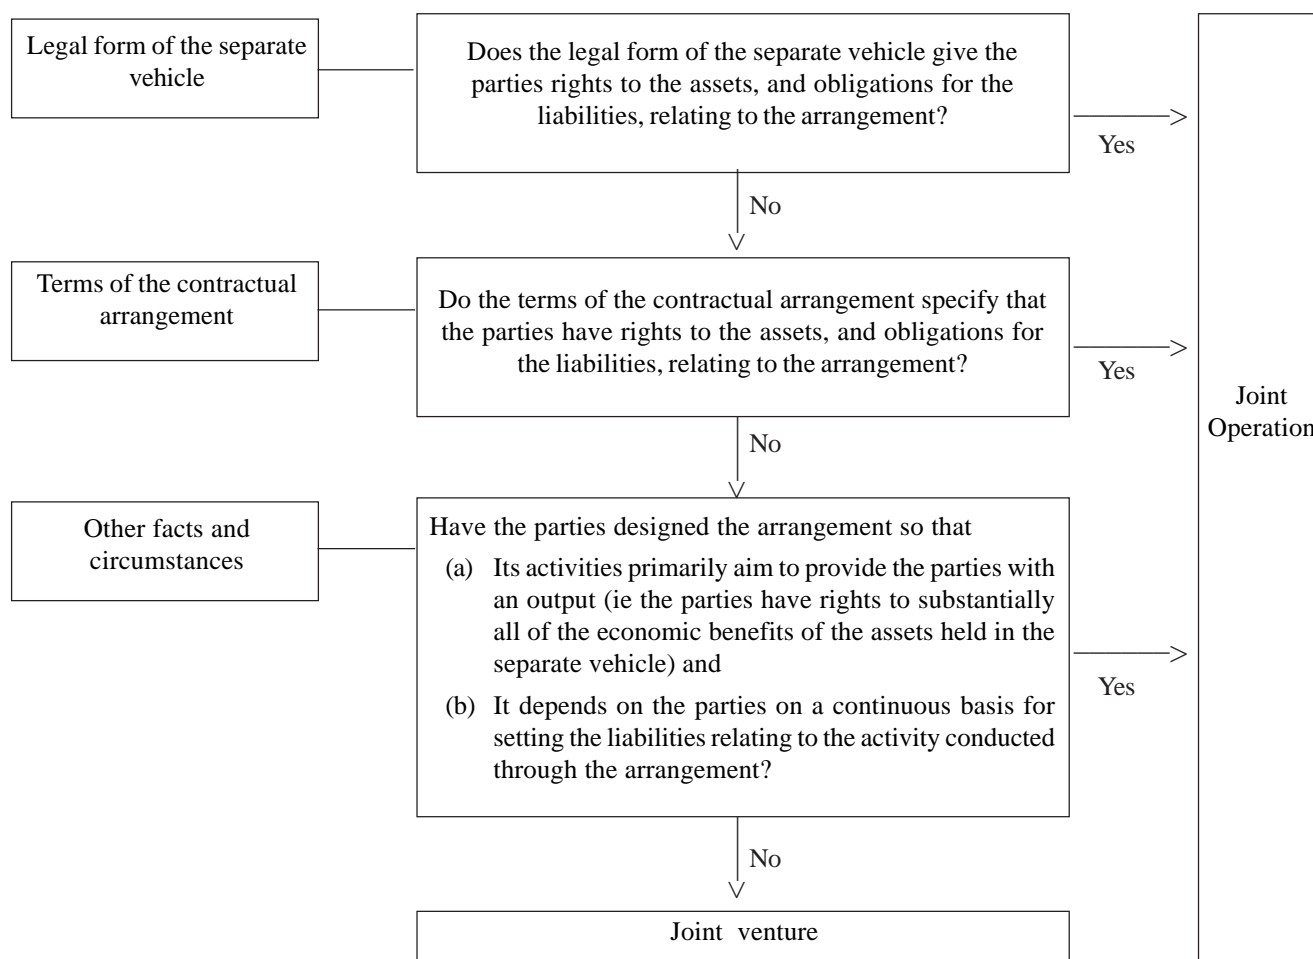 Legal form of the separate
vehicle
Does the legal form of the separate vehicle give the
parties rights to the assets, and obligations for the
liabilities, relating to the arrangement?
Yes
No
Terms of the contractual
arrangement
Do the terms of the contractual arrangement specify that
the parties have rights to the assets, and obligations for
the liabilities, relating to the arrangement?
Yes
Joint
Operation
No
Other facts and
circumstances
Have the parties designed the arrangement so that
(a) Its activities primarily aim to provide the parties with
an output (ie the parties have rights to substantially
all of the economic benefits of the assets held in the
separate vehicle) and
(b) It depends on the parties on a continuous basis for
setting the liabilities relating to the activity conducted
through the arrangement?
Yes
No
Joint venture